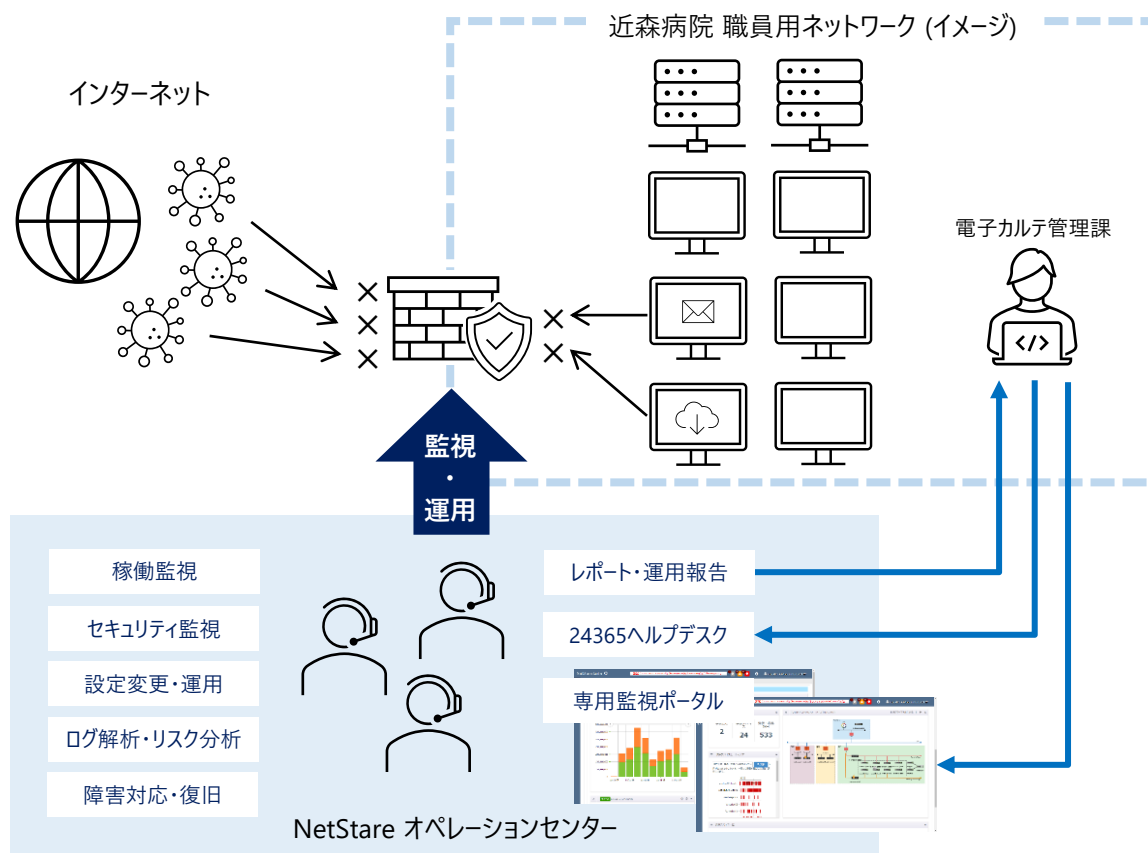 近森病院 職員用ネットワーク (イメージ)
インターネット
電子カルテ管理課
</>
監視
・
運用
稼働監視
セキュリティ監視
設定変更・運用
ログ解析・リスク分析
障害対応・復旧
レポート・運用報告
24365ヘルプデスク
専用監視ポータル
2
24
533
NetStare オペレーションセンター